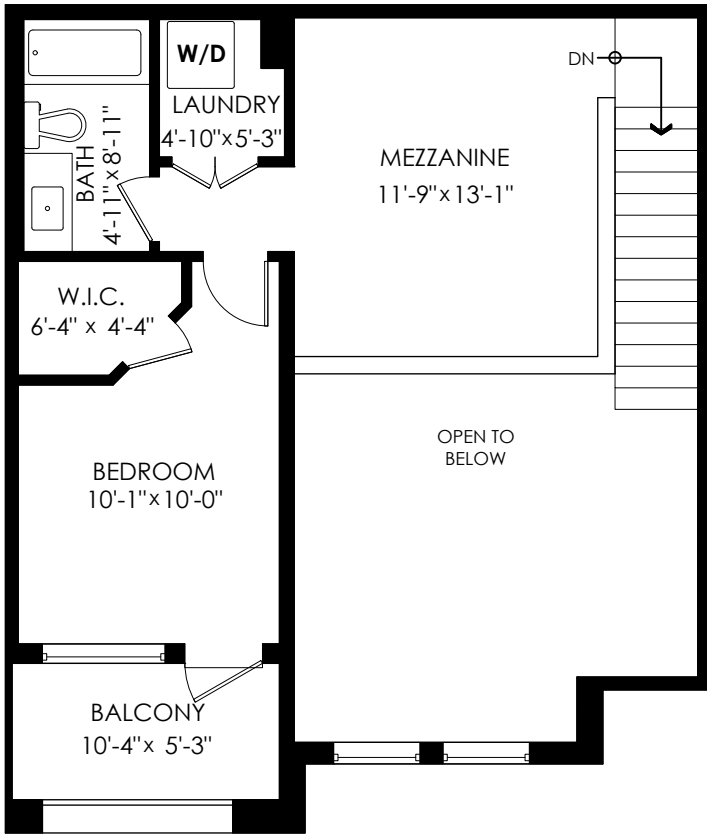 W/D
LAUNDRY
4'-10"x5'-3"
BATH
4'-11"x8'-11"
DN
MEZZANINE
11'-9"x13'-1"
W.I.C.
6'-4" x 4'-4"
OPEN TO
BELOW
BEDROOM
10'-1"x10'-0"
BALCONY
10'-4"x 5'-3"